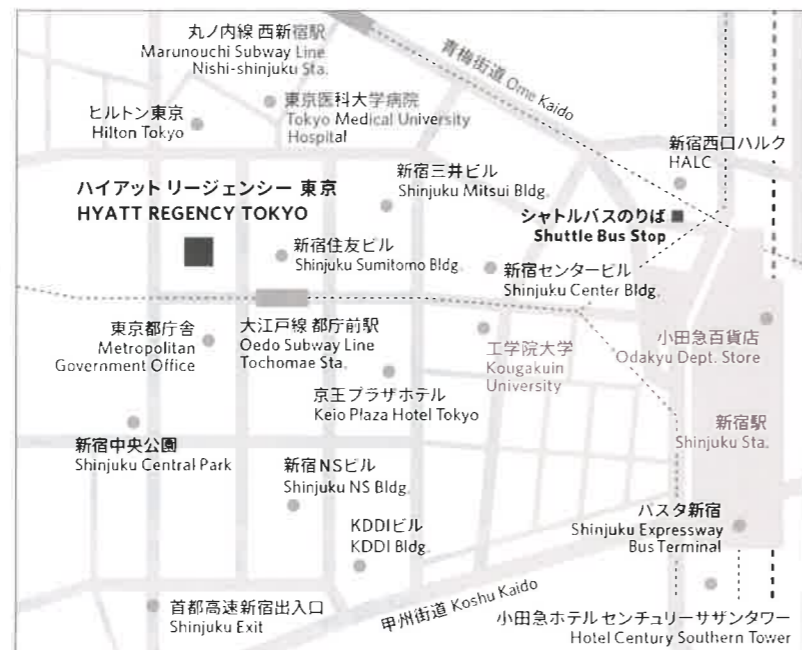 丸ノ内線 西新宿駅
Marunouchi Subway Line
Nishi-shinjuku Sta.
青梅街道 Ome Kaido
ヒルトン東京
Hilton Tokyo
東京医科大学病院
Tokyo Medical University
Hospital
新宿西口ハルク
HALC
ハイアット リージェンシー 東京
HYATT REGENCY TOKYO
新宿三井ビル
Shinjuku Mitsui Bldg.
シャトルバスのりば
Shuttle Bus Stop
新宿住友ビル
Shinjuku Sumitomo Bldg.
新宿センタービル
Shinjuku Center Bldg.
東京都庁舎
Metropolitan
Government Office
大江戸線 都庁前駅
Oedo Subway Line
Tochomae Sta.
工学院大学
Kougakuin
University
小田急百貨店
Odakyu Dept. Store
京王プラザホテル
Keio Plaza Hotel Tokyo
新宿駅
Shinjuku Sta.
新宿中央公園
Shinjuku Central Park
新宿NSビル
Shinjuku NS Bldg.
バスタ新宿
Shinjuku Expressway
Bus Terminal
KDDIビル
KDDI Bldg.
首都高速新宿出入口
Shinjuku Exit
甲州街道 Koshu Kaido
小田急ホテル センチュリーサザンタワー
Hotel Century Southern Tower